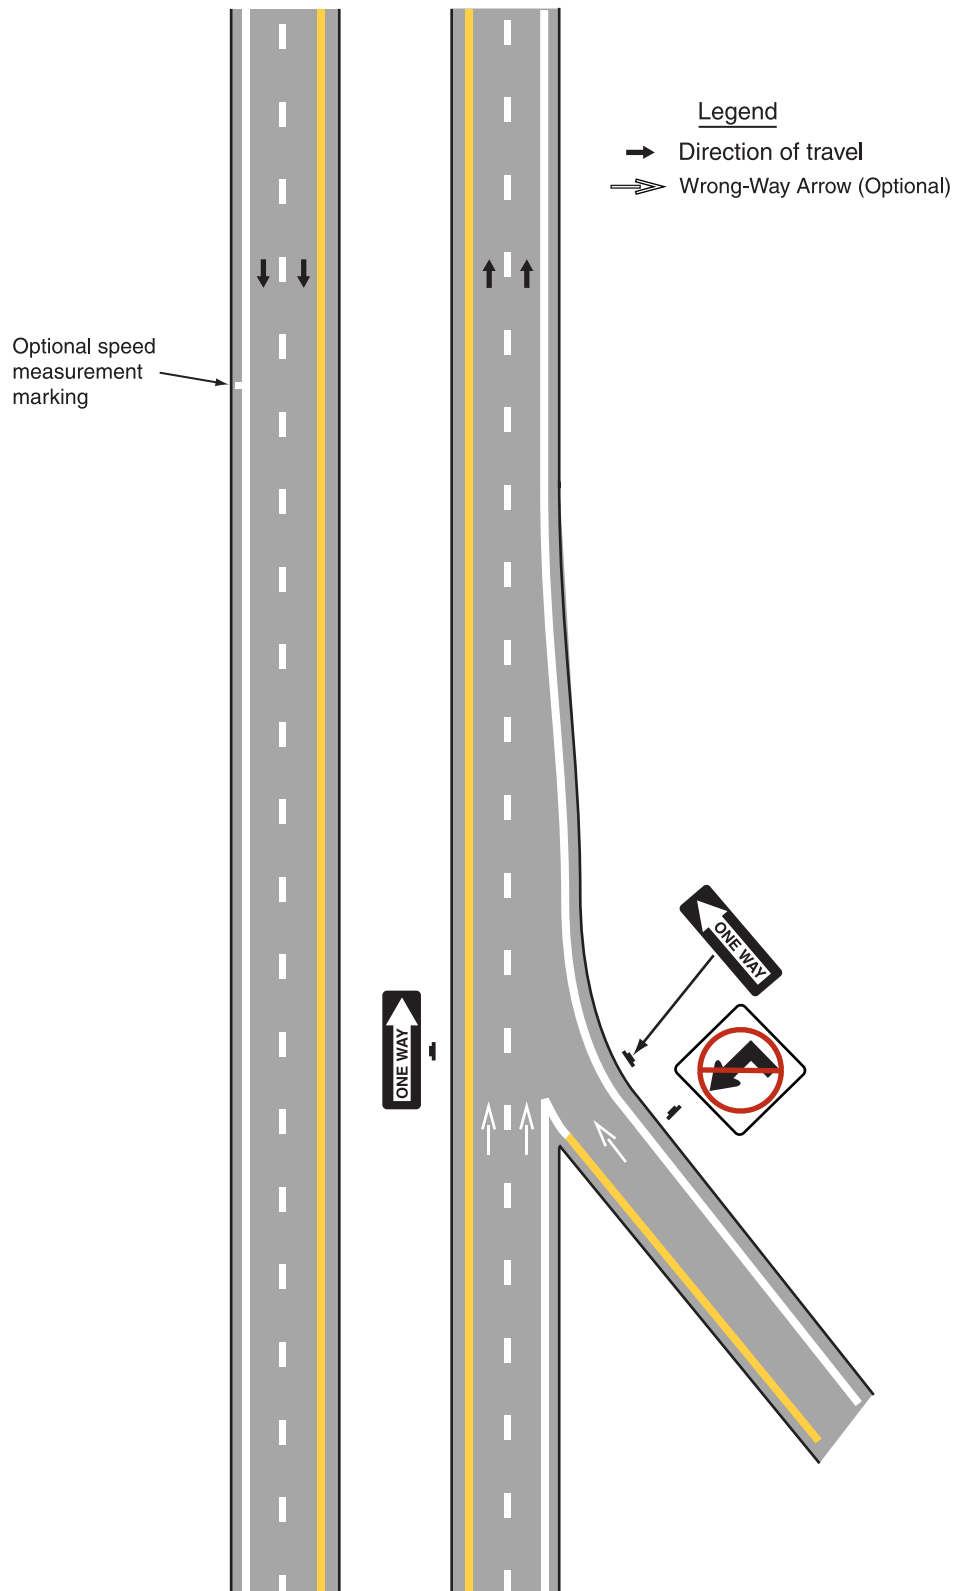 Legend
Direction of travel
Wrong-Way Arrow (Optional)
Optional speed
measurement
marking
ONE WAY
ONE WAY